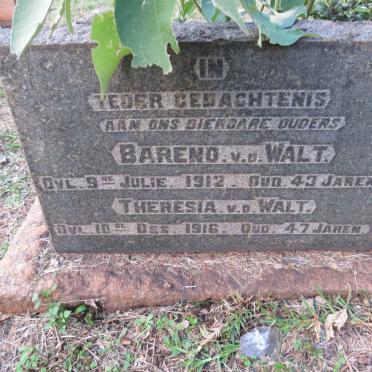 IN
TEDER GEDACHTENIS
AAN ONS DIERBARE OUDERS
BAREND. v.d. WALT.
OVL. 9DE JULIE 1912. OUD. 43 JAREN
THERESIA. v.d. WALT.
OVL. 10DE DES. 1916. OUD. 47 JAREN.